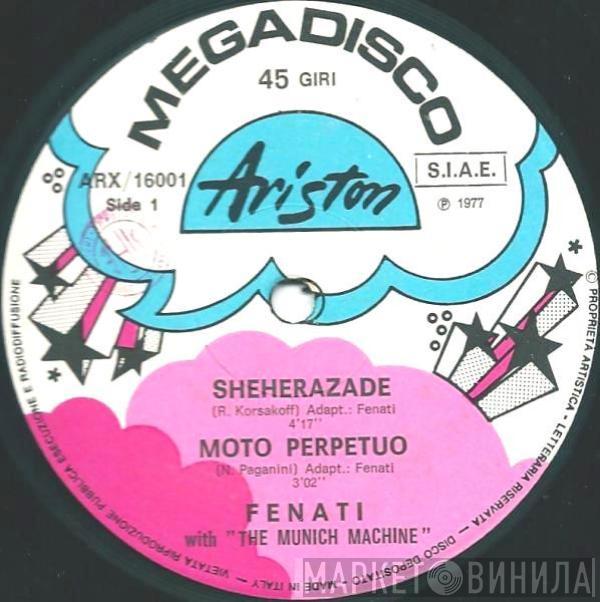 MEGADISCO
45 GIRI
Ariston
S.I.A.E.
ARX/16001
Side 1
Ⓟ 1977
SHEHERAZADE
(R. Korsakoff) Adapt.: Fenati
4'17"
MOTO PERPETUO
(N. Paganini) Adapt.: Fenati
3'02"
FENATI
with "THE MUNICH MACHINE"
© PROPRIETA ARTISTICA - LETTERARIA RISERVATA — DISCO DEPOSITATO - MADE IN ITALY — VIETATA RIPRODUZIONE PUBBLICA ESECUZIONE E RADIODIFFUSIONE
МАРКЕТ ВИНИЛА